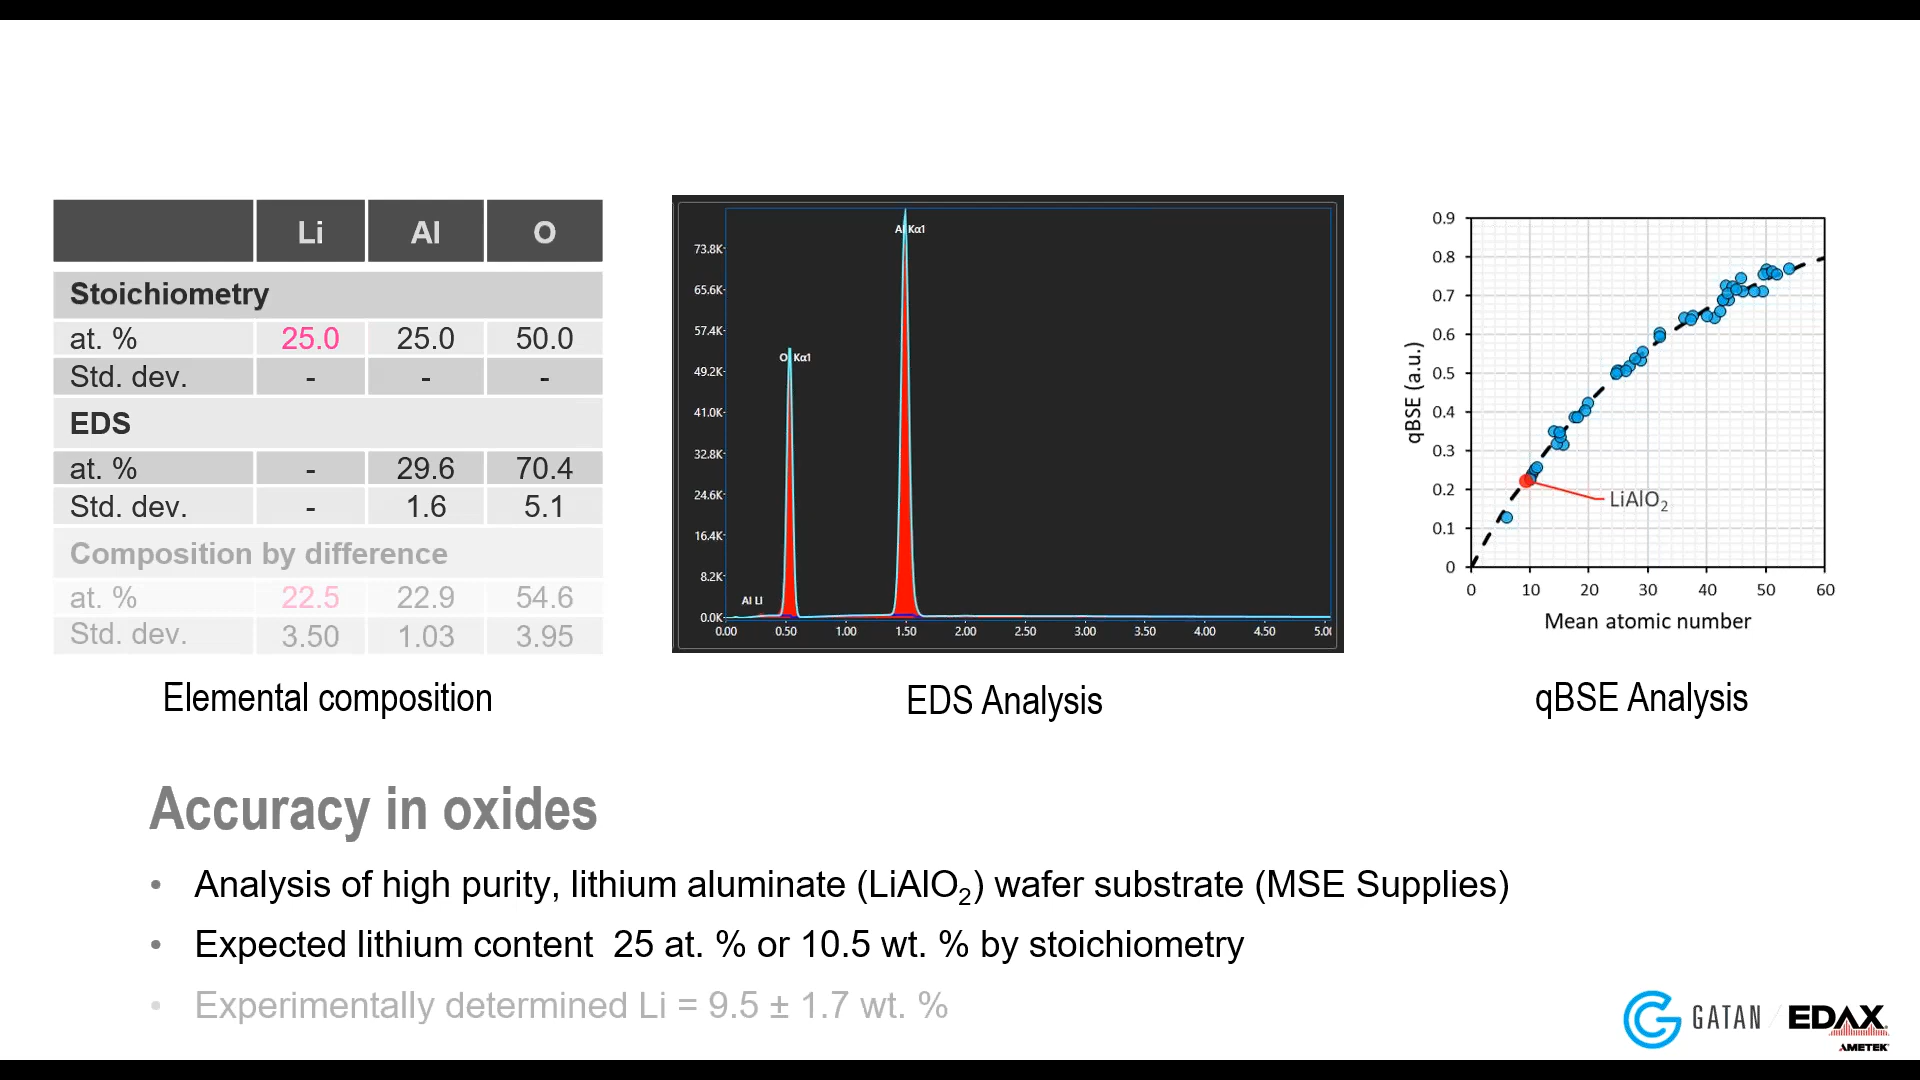 Li Al O
Stoichiometry
at. % 25.0 25.0 50.0
Std. dev. - - -
EDS
at. % - 29.6 70.4
Std. dev. - 1.6 5.1
Composition by difference
at. % 22.5 22.9 54.6
Std. dev. 3.50 1.03 3.95
Elemental composition
Al Kα1
73.8K
65.6K
57.4K
O Kα1
49.2K
41.0K
32.8K
24.6K
16.4K
8.2K
Al Ll
0.0K
0.00 0.50 1.00 1.50 2.00 2.50 3.00 3.50 4.00 4.50 5.0
EDS Analysis
0.9
0.8
0.7
0.6
0.5
0.4
0.3
0.2
0.1
0
qBSE (a.u.)
LiAlO₂
0 10 20 30 40 50 60
Mean atomic number
qBSE Analysis
Accuracy in oxides
• Analysis of high purity, lithium aluminate (LiAlO₂) wafer substrate (MSE Supplies)
• Expected lithium content 25 at. % or 10.5 wt. % by stoichiometry
• Experimentally determined Li = 9.5 ± 1.7 wt. %
GATAN / EDAX
AMETEK